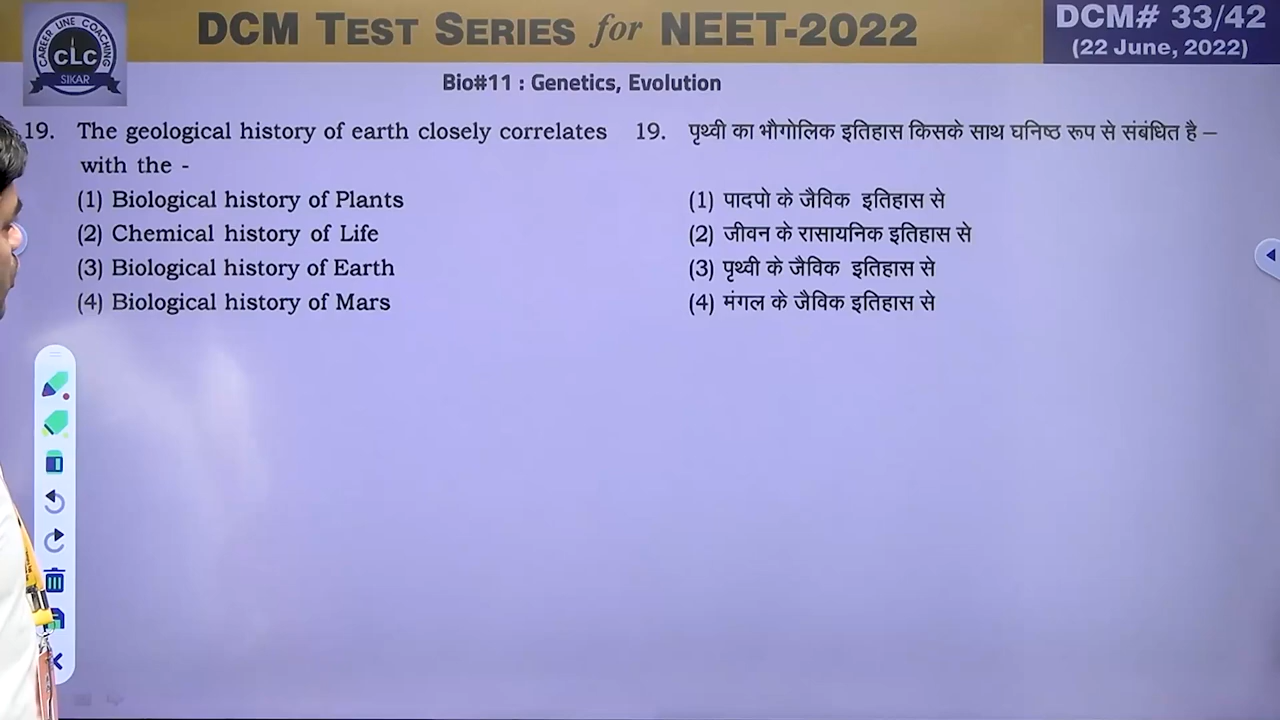 DCM TEST SERIES for NEET-2022
DCM# 33/42
(22 June, 2022)
CAREER LINE COACHING
CLC
SIKAR
Bio#11 : Genetics, Evolution
19. The geological history of earth closely correlates
with the -
(1) Biological history of Plants
(2) Chemical history of Life
(3) Biological history of Earth
(4) Biological history of Mars
19. पृथ्वी का भौगोलिक इतिहास किसके साथ घनिष्ठ रूप से संबंधित है –
(1) पादपो के जैविक इतिहास से
(2) जीवन के रासायनिक इतिहास से
(3) पृथ्वी के जैविक इतिहास से
(4) मंगल के जैविक इतिहास से